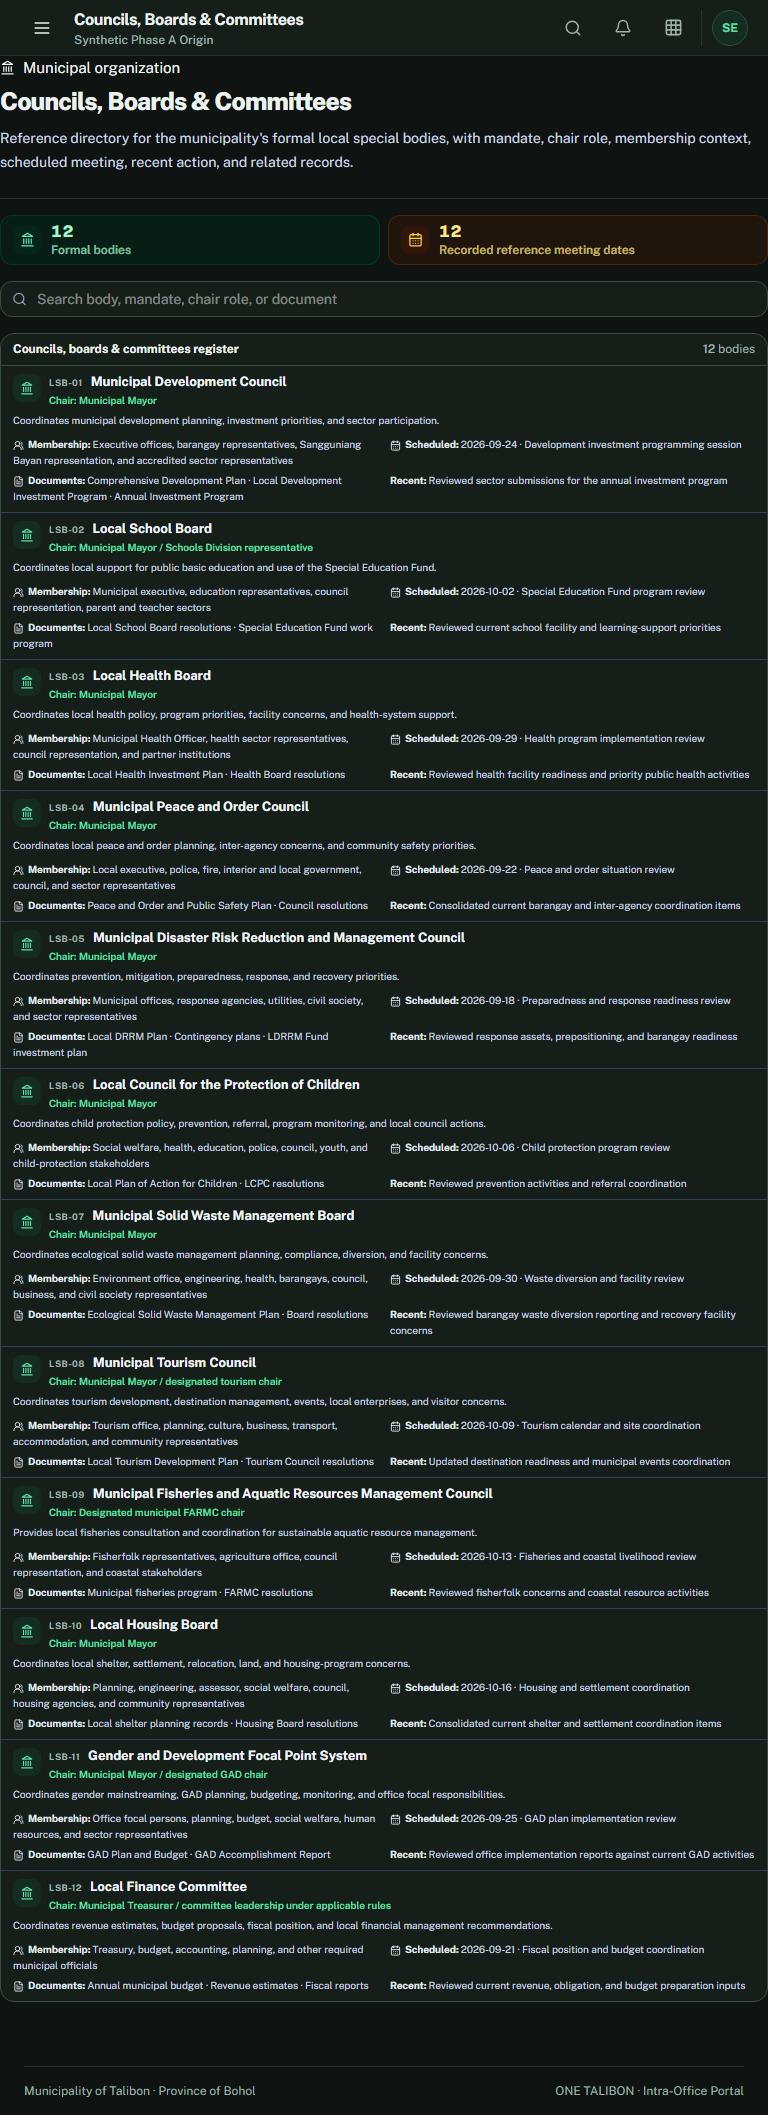 Councils, Boards & Committees
Synthetic Phase A Origin
SE
Municipal organization
Councils, Boards & Committees
Reference directory for the municipality's formal local special bodies, with mandate, chair role, membership context,
scheduled meeting, recent action, and related records.
12
Formal bodies
12
Recorded reference meeting dates
Search body, mandate, chair role, or document
Councils, boards & committees register
12 bodies
LSB-01 Municipal Development Council
Chair: Municipal Mayor
Coordinates municipal development planning, investment priorities, and sector participation.
Membership: Executive offices, barangay representatives, Sangguniang
Bayan representation, and accredited sector representatives
Scheduled: 2026-09-24 · Development investment programming session
Documents: Comprehensive Development Plan · Local Development
Investment Program · Annual Investment Program
Recent: Reviewed sector submissions for the annual investment program
LSB-02 Local School Board
Chair: Municipal Mayor / Schools Division representative
Coordinates local support for public basic education and use of the Special Education Fund.
Membership: Municipal executive, education representatives, council
representation, parent and teacher sectors
Scheduled: 2026-10-02 · Special Education Fund program review
Documents: Local School Board resolutions · Special Education Fund work
program
Recent: Reviewed current school facility and learning-support priorities
LSB-03 Local Health Board
Chair: Municipal Mayor
Coordinates local health policy, program priorities, facility concerns, and health-system support.
Membership: Municipal Health Officer, health sector representatives,
council representation, and partner institutions
Scheduled: 2026-09-29 · Health program implementation review
Documents: Local Health Investment Plan · Health Board resolutions
Recent: Reviewed health facility readiness and priority public health activities
LSB-04 Municipal Peace and Order Council
Chair: Municipal Mayor
Coordinates local peace and order planning, inter-agency concerns, and community safety priorities.
Membership: Local executive, police, fire, interior and local government,
council, and sector representatives
Scheduled: 2026-09-22 · Peace and order situation review
Documents: Peace and Order and Public Safety Plan · Council resolutions
Recent: Consolidated current barangay and inter-agency coordination items
LSB-05 Municipal Disaster Risk Reduction and Management Council
Chair: Municipal Mayor
Coordinates prevention, mitigation, preparedness, response, and recovery priorities.
Membership: Municipal offices, response agencies, utilities, civil society,
and sector representatives
Scheduled: 2026-09-18 · Preparedness and response readiness review
Documents: Local DRRM Plan · Contingency plans · LDRRM Fund
investment plan
Recent: Reviewed response assets, prepositioning, and barangay readiness
LSB-06 Local Council for the Protection of Children
Chair: Municipal Mayor
Coordinates child protection policy, prevention, referral, program monitoring, and local council actions.
Membership: Social welfare, health, education, police, council, youth, and
child-protection stakeholders
Scheduled: 2026-10-06 · Child protection program review
Documents: Local Plan of Action for Children · LCPC resolutions
Recent: Reviewed prevention activities and referral coordination
LSB-07 Municipal Solid Waste Management Board
Chair: Municipal Mayor
Coordinates ecological solid waste management planning, compliance, diversion, and facility concerns.
Membership: Environment office, engineering, health, barangays, council,
business, and civil society representatives
Scheduled: 2026-09-30 · Waste diversion and facility review
Documents: Ecological Solid Waste Management Plan · Board resolutions
Recent: Reviewed barangay waste diversion reporting and recovery facility
concerns
LSB-08 Municipal Tourism Council
Chair: Municipal Mayor / designated tourism chair
Coordinates tourism development, destination management, events, local enterprises, and visitor concerns.
Membership: Tourism office, planning, culture, business, transport,
accommodation, and community representatives
Scheduled: 2026-10-09 · Tourism calendar and site coordination
Documents: Local Tourism Development Plan · Tourism Council resolutions
Recent: Updated destination readiness and municipal events coordination
LSB-09 Municipal Fisheries and Aquatic Resources Management Council
Chair: Designated municipal FARMC chair
Provides local fisheries consultation and coordination for sustainable aquatic resource management.
Membership: Fisherfolk representatives, agriculture office, council
representation, and coastal stakeholders
Scheduled: 2026-10-13 · Fisheries and coastal livelihood review
Documents: Municipal fisheries program · FARMC resolutions
Recent: Reviewed fisherfolk concerns and coastal resource activities
LSB-10 Local Housing Board
Chair: Municipal Mayor
Coordinates local shelter, settlement, relocation, land, and housing-program concerns.
Membership: Planning, engineering, assessor, social welfare, council,
housing agencies, and community representatives
Scheduled: 2026-10-16 · Housing and settlement coordination
Documents: Local shelter planning records · Housing Board resolutions
Recent: Consolidated current shelter and settlement coordination items
LSB-11 Gender and Development Focal Point System
Chair: Municipal Mayor / designated GAD chair
Coordinates gender mainstreaming, GAD planning, budgeting, monitoring, and office focal responsibilities.
Membership: Office focal persons, planning, budget, social welfare, human
resources, and sector representatives
Scheduled: 2026-09-25 · GAD plan implementation review
Documents: GAD Plan and Budget · GAD Accomplishment Report
Recent: Reviewed office implementation reports against current GAD activities
LSB-12 Local Finance Committee
Chair: Municipal Treasurer / committee leadership under applicable rules
Coordinates revenue estimates, budget proposals, fiscal position, and local financial management recommendations.
Membership: Treasury, budget, accounting, planning, and other required
municipal officials
Scheduled: 2026-09-21 · Fiscal position and budget coordination
Documents: Annual municipal budget · Revenue estimates · Fiscal reports
Recent: Reviewed current revenue, obligation, and budget preparation inputs
Municipality of Talibon · Province of Bohol
ONE TALIBON · Intra-Office Portal